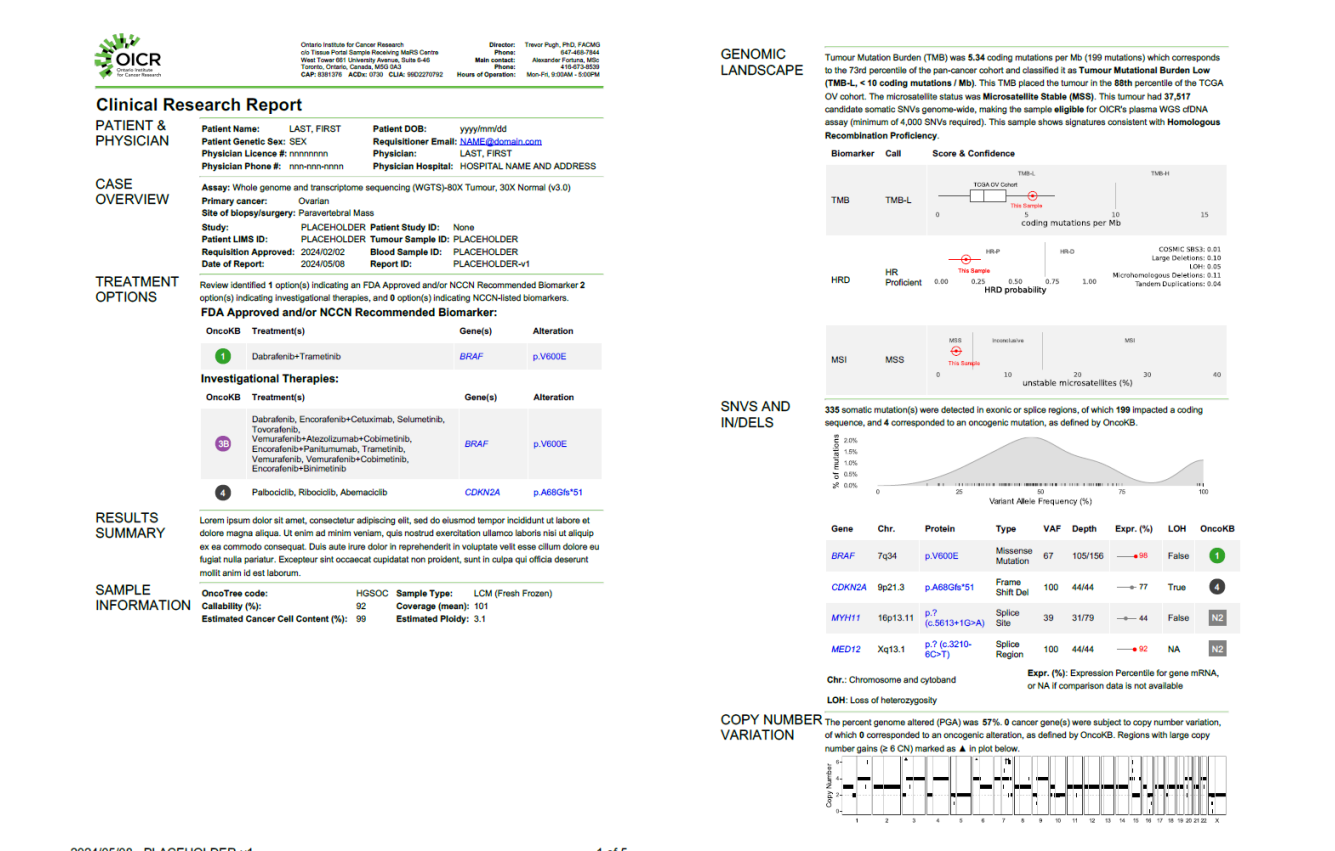 OICR
Ontario Institute
for Cancer Research
Ontario Institute for Cancer Research
c/o Tissue Portal Sample Receiving MaRS Centre
West Tower 661 University Avenue, Suite 6-46
Toronto, Ontario, Canada, M5G 0A3
CAP: 8381376 ACDx: 0730 CLIA: 99D2270792
Director: Trevor Pugh, PhD, FACMG
Phone: 647-468-7844
Main contact: Alexander Fortuna, MSc
Phone: 416-673-8539
Hours of Operation: Mon-Fri, 9:00AM - 5:00PM
Clinical Research Report
PATIENT & PHYSICIAN
Patient Name: LAST, FIRST Patient DOB: yyyy/mm/dd
Patient Genetic Sex: SEX Requisitioner Email: NAME@domain.com
Physician Licence #: nnnnnnnn Physician: LAST, FIRST
Physician Phone #: nnn-nnn-nnnn Physician Hospital: HOSPITAL NAME AND ADDRESS
CASE OVERVIEW
Assay: Whole genome and transcriptome sequencing (WGTS)-80X Tumour, 30X Normal (v3.0)
Primary cancer: Ovarian
Site of biopsy/surgery: Paravertebral Mass
Study: PLACEHOLDER Patient Study ID: None
Patient LIMS ID: PLACEHOLDER Tumour Sample ID: PLACEHOLDER
Requisition Approved: 2024/02/02 Blood Sample ID: PLACEHOLDER
Date of Report: 2024/05/08 Report ID: PLACEHOLDER-v1
TREATMENT OPTIONS
Review identified 1 option(s) indicating an FDA Approved and/or NCCN Recommended Biomarker 2
option(s) indicating investigational therapies, and 0 option(s) indicating NCCN-listed biomarkers.
FDA Approved and/or NCCN Recommended Biomarker:
OncoKB Treatment(s) Gene(s) Alteration
1 Dabrafenib+Trametinib BRAF p.V600E
Investigational Therapies:
OncoKB Treatment(s) Gene(s) Alteration
Dabrafenib, Encorafenib+Cetuximab, Selumetinib,
Tovorafenib,
Vemurafenib+Atezolizumab+Cobimetinib,
3B Encorafenib+Panitumumab, Trametinib, BRAF p.V600E
Vemurafenib, Vemurafenib+Cobimetinib,
Encorafenib+Binimetinib
4 Palbociclib, Ribociclib, Abemaciclib CDKN2A p.A68Gfs*51
RESULTS SUMMARY
Lorem ipsum dolor sit amet, consectetur adipiscing elit, sed do eiusmod tempor incididunt ut labore et
dolore magna aliqua. Ut enim ad minim veniam, quis nostrud exercitation ullamco laboris nisi ut aliquip
ex ea commodo consequat. Duis aute irure dolor in reprehenderit in voluptate velit esse cillum dolore eu
fugiat nulla pariatur. Excepteur sint occaecat cupidatat non proident, sunt in culpa qui officia deserunt
mollit anim id est laborum.
SAMPLE INFORMATION
OncoTree code: HGSOC Sample Type: LCM (Fresh Frozen)
Callability (%): 92 Coverage (mean): 101
Estimated Cancer Cell Content (%): 99 Estimated Ploidy: 3.1
2024/05/08 - PLACEHOLDER-v1 1 of 5
GENOMIC LANDSCAPE
Tumour Mutation Burden (TMB) was 5.34 coding mutations per Mb (199 mutations) which corresponds
to the 73rd percentile of the pan-cancer cohort and classified it as Tumour Mutational Burden Low
(TMB-L, < 10 coding mutations / Mb). This TMB placed the tumour in the 88th percentile of the TCGA
OV cohort. The microsatellite status was Microsatellite Stable (MSS). This tumour had 37,517
candidate somatic SNVs genome-wide, making the sample eligible for OICR's plasma WGS cfDNA
assay (minimum of 4,000 SNVs required). This sample shows signatures consistent with Homologous
Recombination Proficiency.
Biomarker Call Score & Confidence
TMB-L TMB-H
TCGA OV Cohort
TMB TMB-L
This Sample
0 5 10 15
coding mutations per Mb
HR-P HR-D
HRD HR Proficient
This Sample
0.00 0.25 0.50 0.75 1.00
HRD probability
COSMIC SBS3: 0.01
Large Deletions: 0.10
LOH: 0.05
Microhomologous Deletions: 0.11
Tandem Duplications: 0.04
MSS Inconclusive MSI
MSI MSS
This Sample
0 10 20 30 40
unstable microsatellites (%)
SNVS AND IN/DELS
335 somatic mutation(s) were detected in exonic or splice regions, of which 199 impacted a coding
sequence, and 4 corresponded to an oncogenic mutation, as defined by OncoKB.
% of mutations
2.0%
1.5%
1.0%
0.5%
0.0%
0 25 50 75 100
Variant Allele Frequency (%)
Gene Chr. Protein Type VAF Depth Expr. (%) LOH OncoKB
BRAF 7q34 p.V600E Missense Mutation 67 105/156 98 False 1
CDKN2A 9p21.3 p.A68Gfs*51 Frame Shift Del 100 44/44 77 True 4
MYH11 16p13.11 p.? (c.5613+1G>A) Splice Site 39 31/79 44 False N2
MED12 Xq13.1 p.? (c.3210-6C>T) Splice Region 100 44/44 92 NA N2
Chr.: Chromosome and cytoband
Expr. (%): Expression Percentile for gene mRNA,
or NA if comparison data is not available
LOH: Loss of heterozygosity
COPY NUMBER VARIATION
The percent genome altered (PGA) was 57%. 0 cancer gene(s) were subject to copy number variation,
of which 0 corresponded to an oncogenic alteration, as defined by OncoKB. Regions with large copy
number gains (≥ 6 CN) marked as ▲ in plot below.
Copy Number
6
4
2
0
1 2 3 4 5 6 7 8 9 10 11 12 13 14 15 16 17 18 19 20 21 22 X